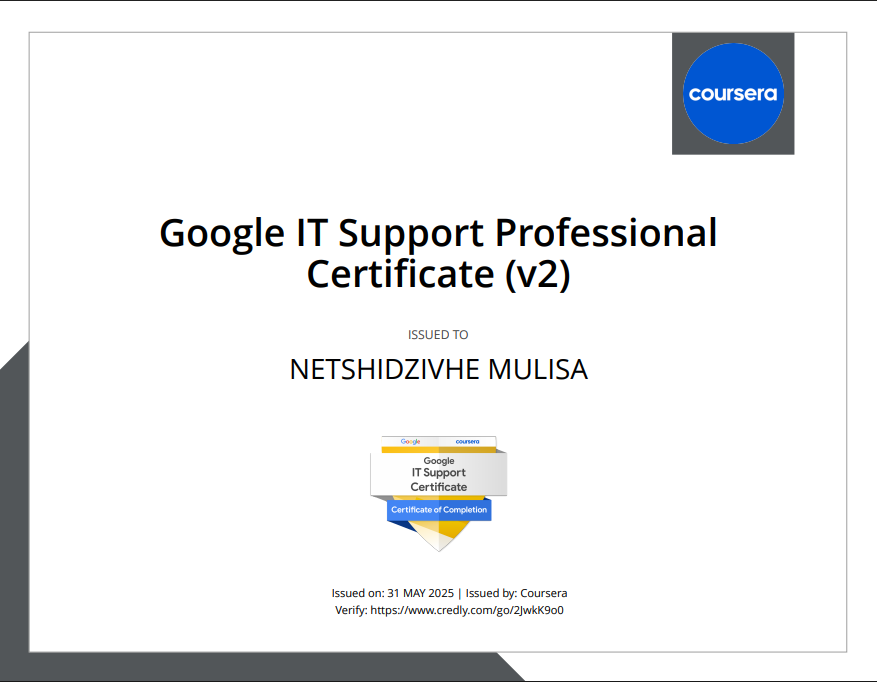 coursera
Google IT Support Professional
Certificate (v2)
ISSUED TO
NETSHIDZIVHE MULISA
Google coursera
Google
IT Support
Certificate
Certificate of Completion
Issued on: 31 MAY 2025 | Issued by: Coursera
Verify: https://www.credly.com/go/2JwkK9o0